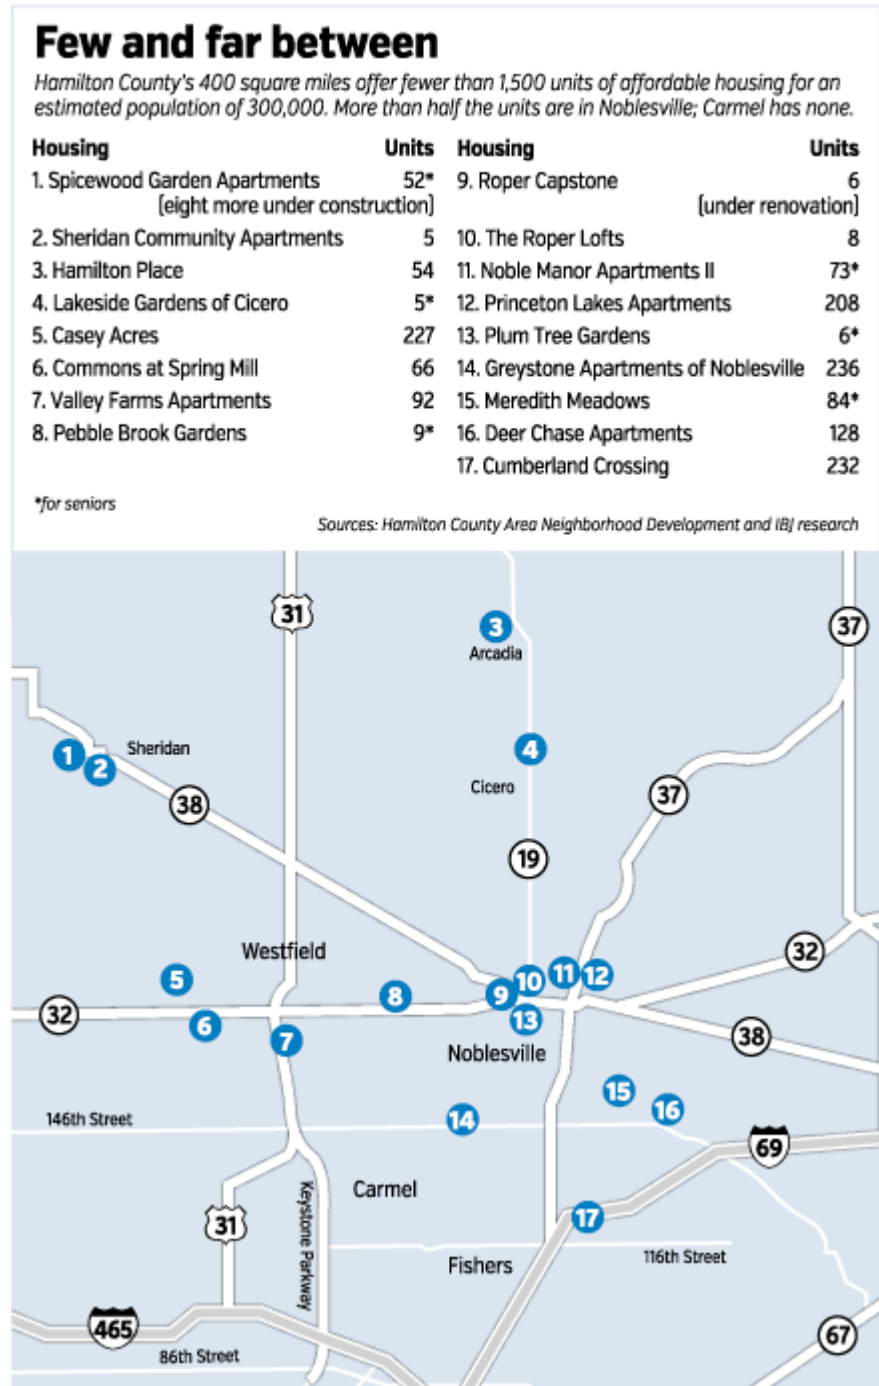 Few and far between
Hamilton County's 400 square miles offer fewer than 1,500 units of affordable housing for an
estimated population of 300,000. More than half the units are in Noblesville; Carmel has none.
Housing Units
1. Spicewood Garden Apartments 52*
(eight more under construction)
2. Sheridan Community Apartments 5
3. Hamilton Place 54
4. Lakeside Gardens of Cicero 5*
5. Casey Acres 227
6. Commons at Spring Mill 66
7. Valley Farms Apartments 92
8. Pebble Brook Gardens 9*
Housing Units
9. Roper Capstone 6
(under renovation)
10. The Roper Lofts 8
11. Noble Manor Apartments II 73*
12. Princeton Lakes Apartments 208
13. Plum Tree Gardens 6*
14. Greystone Apartments of Noblesville 236
15. Meredith Meadows 84*
16. Deer Chase Apartments 128
17. Cumberland Crossing 232
*for seniors
Sources: Hamilton County Area Neighborhood Development and IBJ research
31
3
37
Arcadia
1
2
Sheridan
4
Cicero
38
37
19
Westfield
32
5
8
9
10
11
12
32
6
7
13
38
Noblesville
15
16
14
146th Street
69
Carmel
Keystone Parkway
31
17
116th Street
Fishers
465
86th Street
67